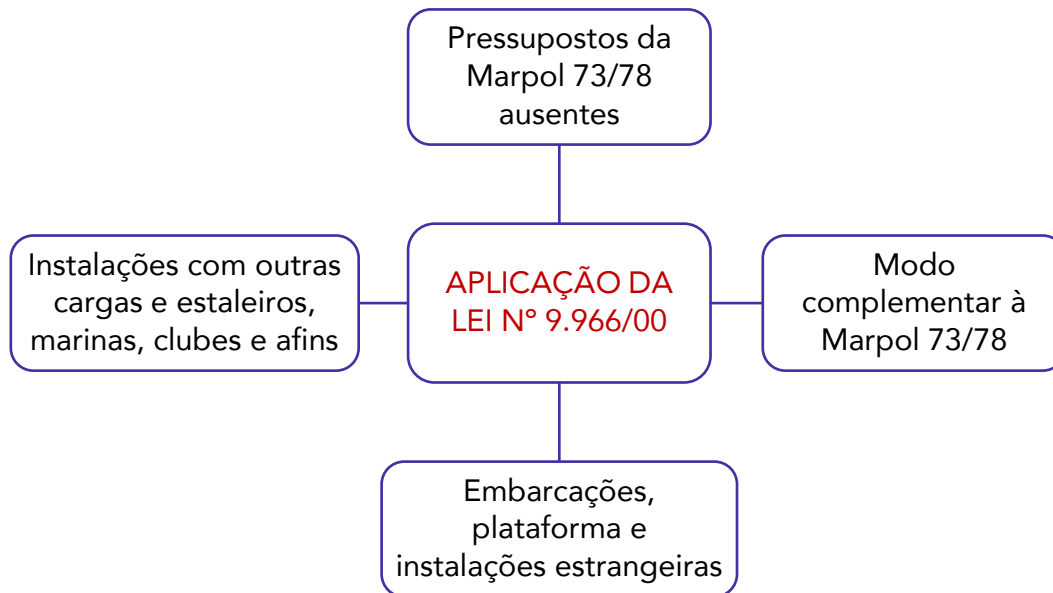 Pressupostos da
Marpol 73/78
ausentes
Instalações com outras
cargas e estaleiros,
marinas, clubes e afins
APLICAÇÃO DA
LEI Nº 9.966/00
Modo
complementar à
Marpol 73/78
Embarcações,
plataforma e
instalações estrangeiras